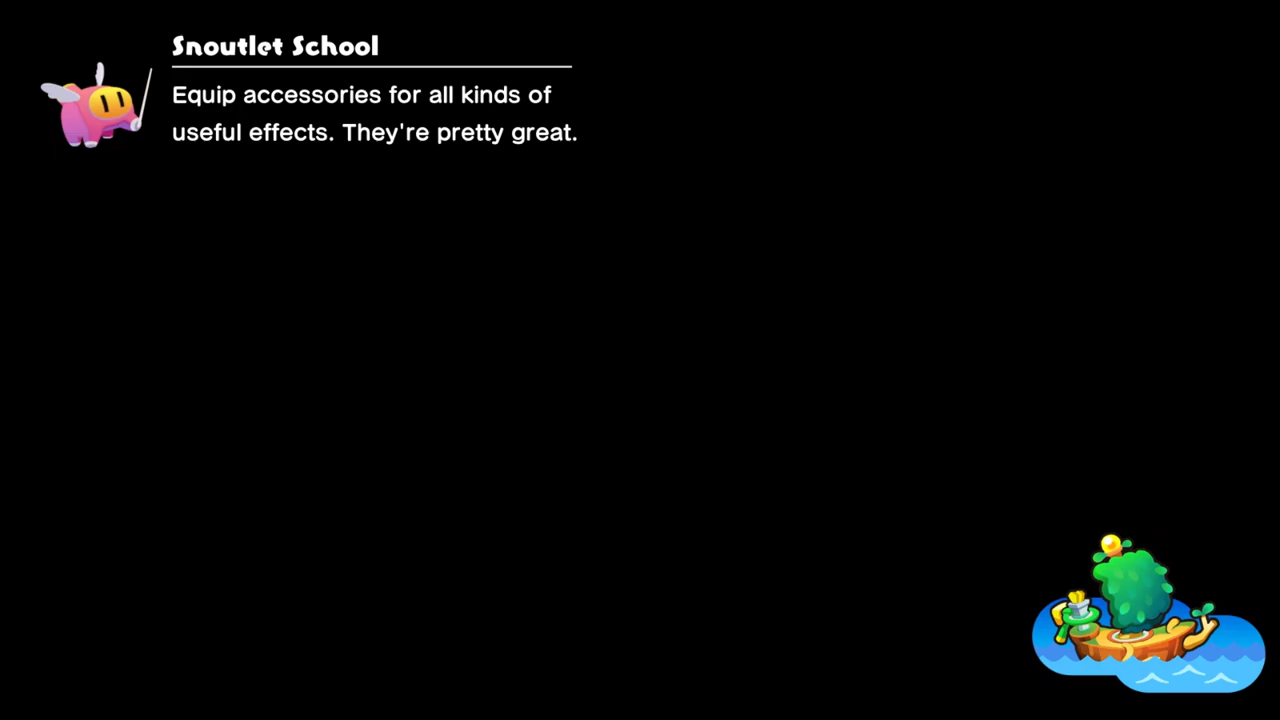 Snoutlet School
Equip accessories for all kinds of
useful effects. They're pretty great.